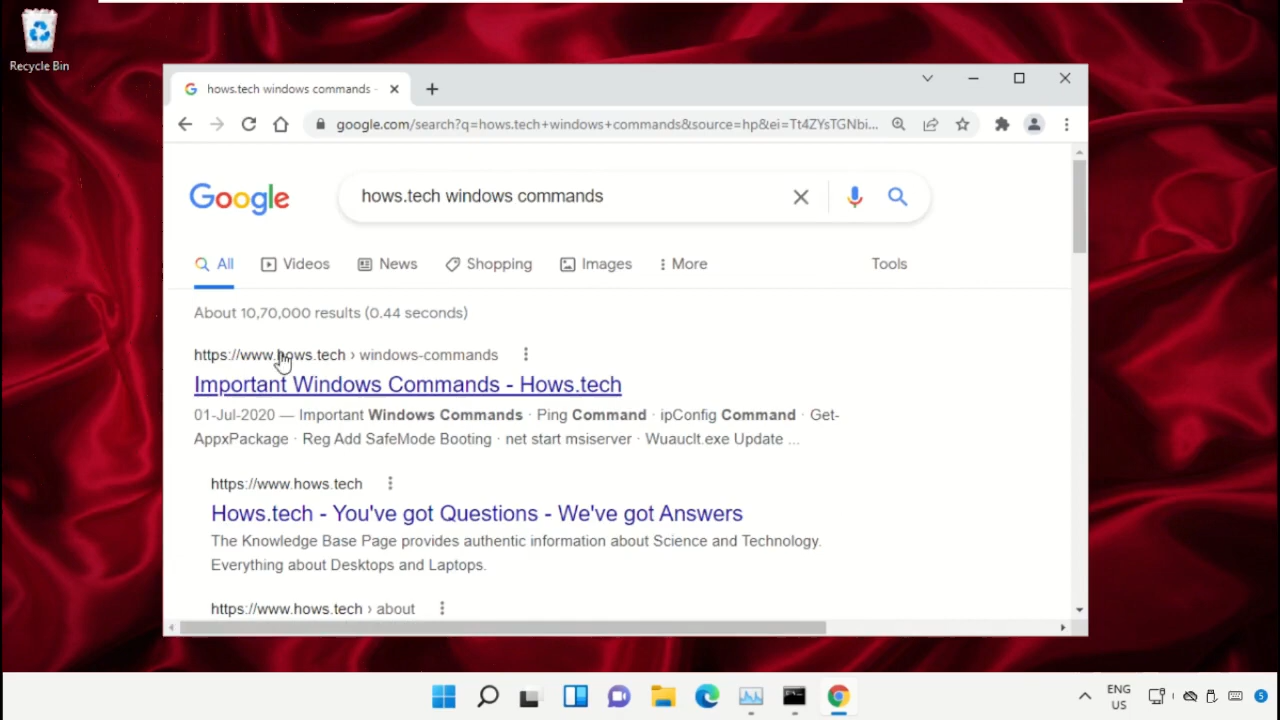 Recycle Bin
hows.tech windows commands -
google.com/search?q=hows.tech+windows+commands&source=hp&ei=Tt4ZYsTGNbi...
Google
hows.tech windows commands
All
Videos
News
Shopping
Images
More
Tools
About 10,70,000 results (0.44 seconds)
https://www.hows.tech › windows-commands
Important Windows Commands - Hows.tech
01-Jul-2020 — Important Windows Commands · Ping Command · ipConfig Command · Get-
AppxPackage · Reg Add SafeMode Booting · net start msiserver · Wuauclt.exe Update ...
https://www.hows.tech
Hows.tech - You've got Questions - We've got Answers
The Knowledge Base Page provides authentic information about Science and Technology.
Everything about Desktops and Laptops.
https://www.hows.tech › about
ENG
US
5